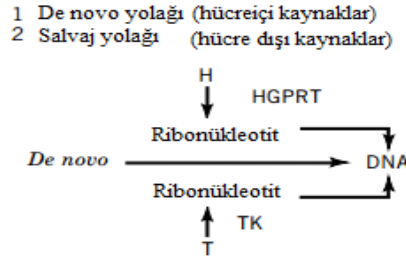 1 De novo yolağı (hücreiçi kaynaklar)
2 Salvaj yolağı (hücre dışı kaynaklar)
H
HGPRT
Ribonükleotit
De novo
DNA
Ribonükleotit
TK
T